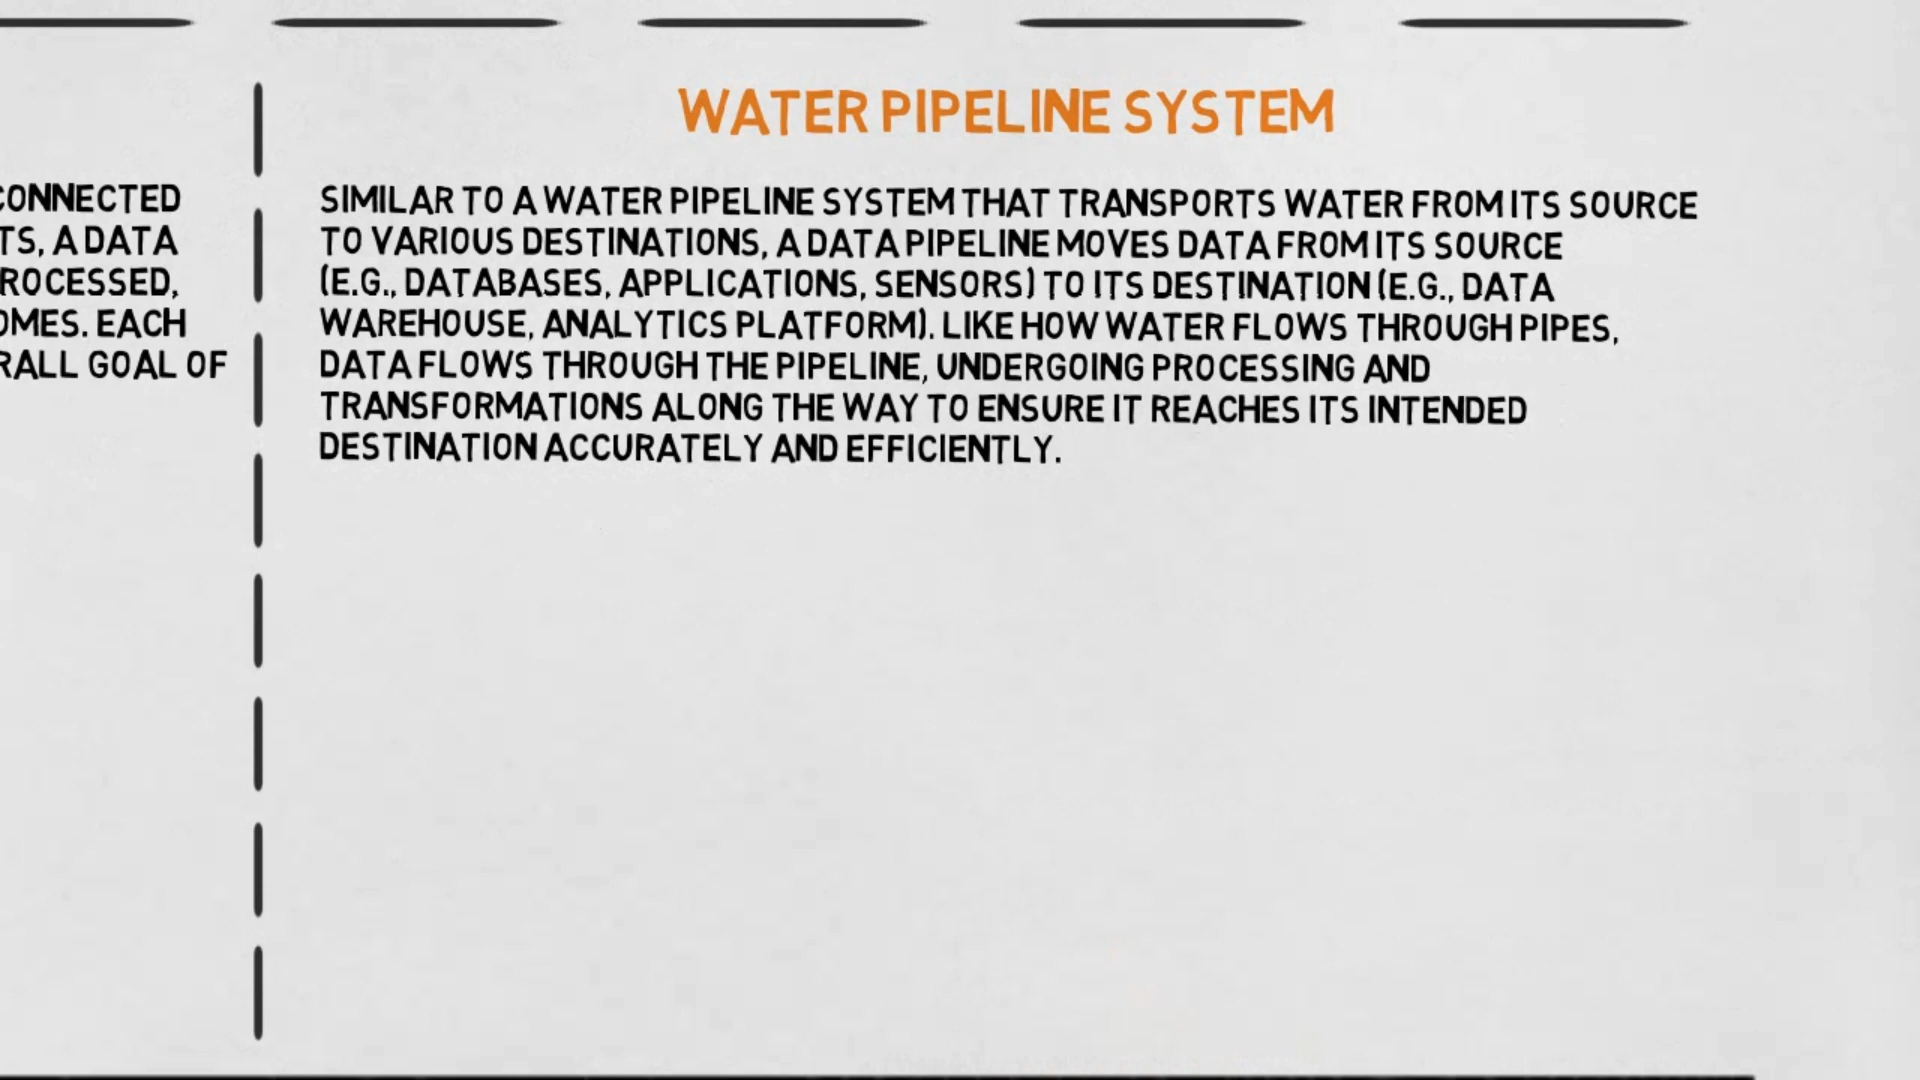 WATER PIPELINE SYSTEM
CONNECTED
TS, A DATA
ROCESSED,
OMES. EACH
RALL GOAL OF
SIMILAR TO A WATER PIPELINE SYSTEM THAT TRANSPORTS WATER FROM ITS SOURCE
TO VARIOUS DESTINATIONS, A DATA PIPELINE MOVES DATA FROM ITS SOURCE
(E.G., DATABASES, APPLICATIONS, SENSORS) TO ITS DESTINATION (E.G., DATA
WAREHOUSE, ANALYTICS PLATFORM). LIKE HOW WATER FLOWS THROUGH PIPES,
DATA FLOWS THROUGH THE PIPELINE, UNDERGOING PROCESSING AND
TRANSFORMATIONS ALONG THE WAY TO ENSURE IT REACHES ITS INTENDED
DESTINATION ACCURATELY AND EFFICIENTLY.